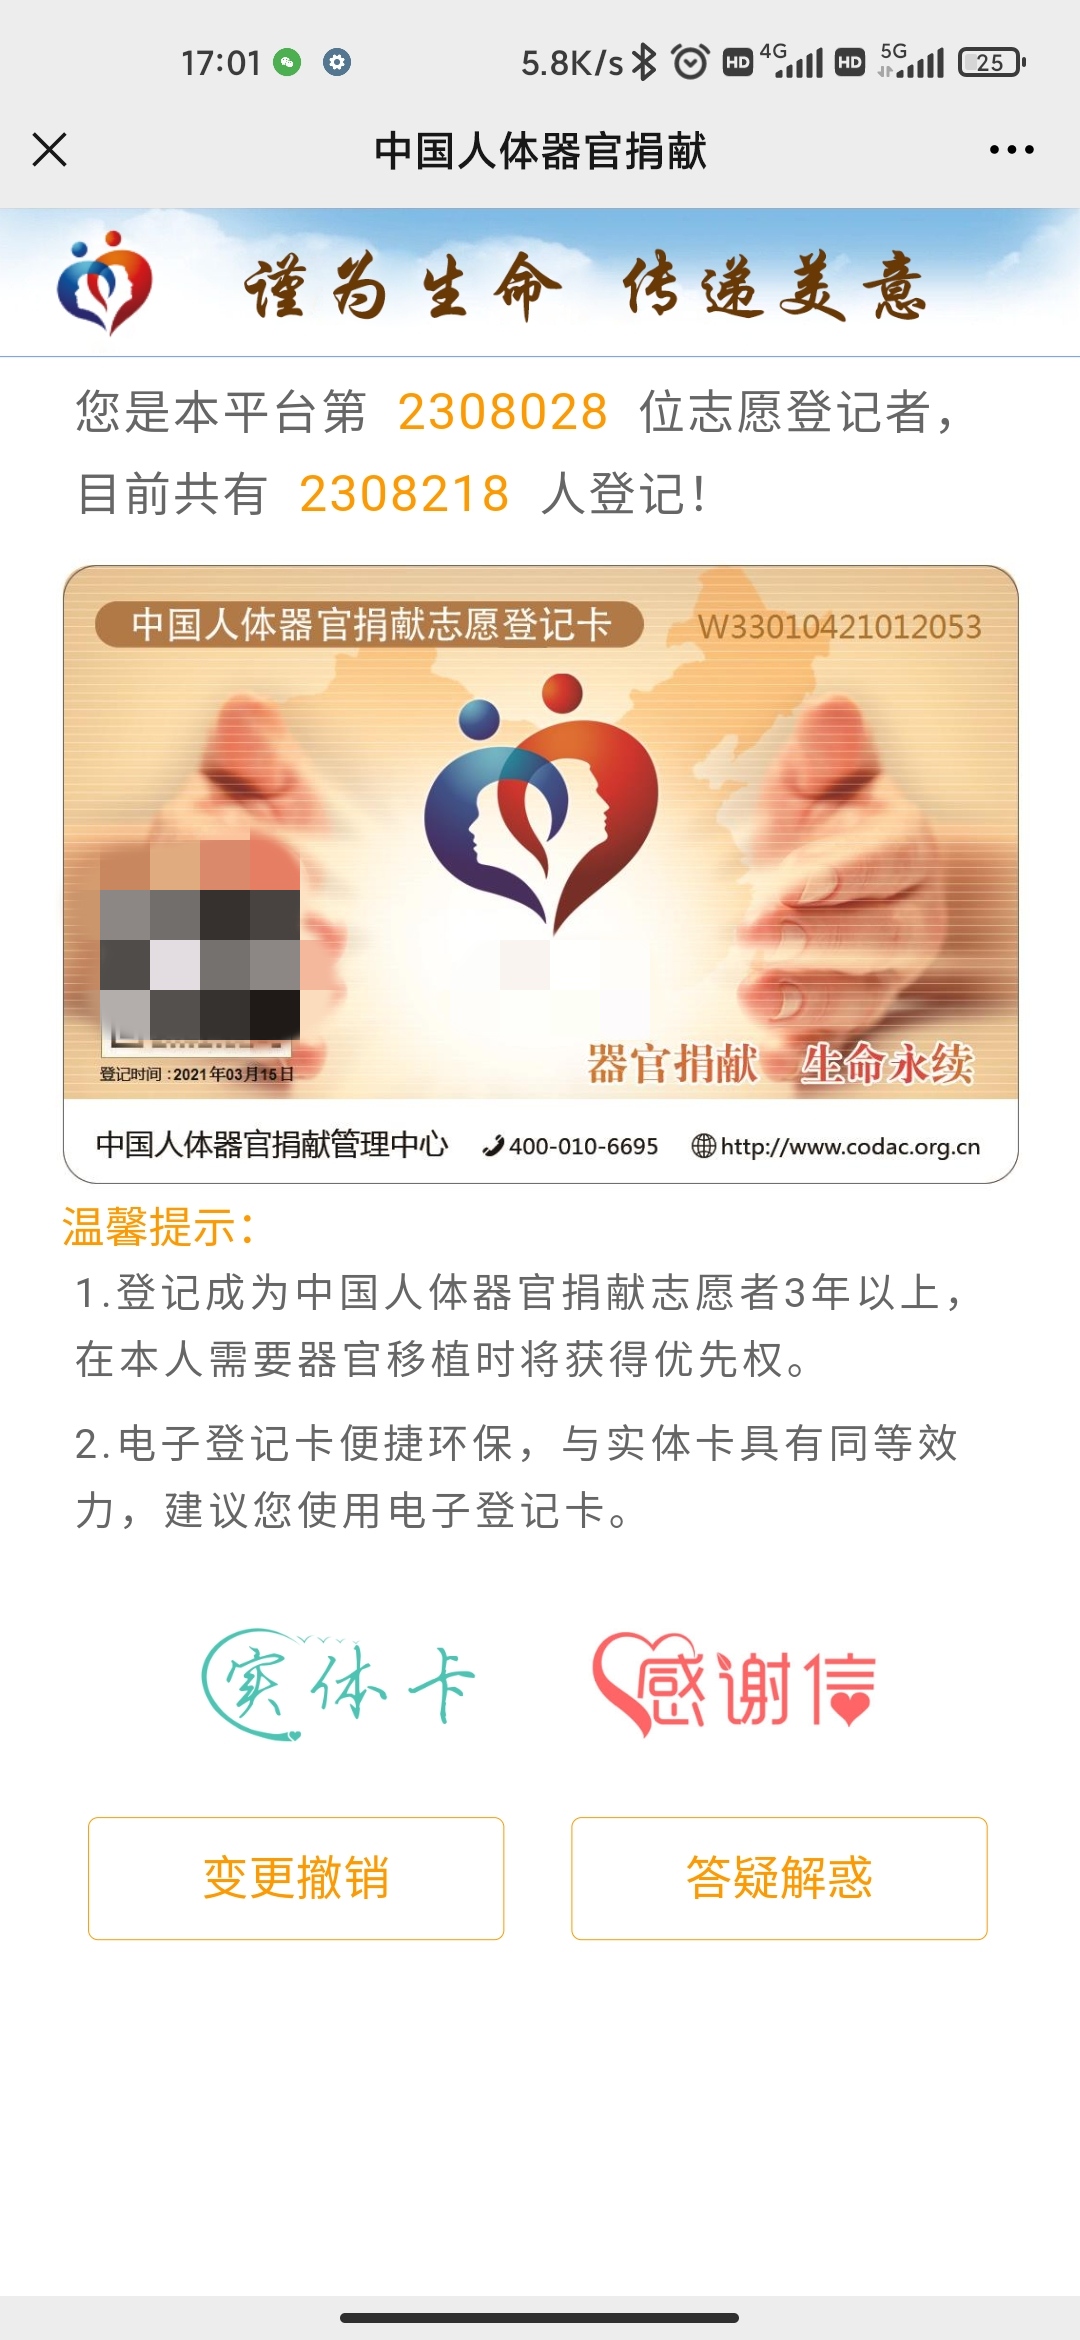 17:01 5.8K/s HD 4G HD 5G 25
中国人体器官捐献
谨为生命 传递美意
您是本平台第 2308028 位志愿登记者，
目前共有 2308218 人登记！
中国人体器官捐献志愿登记卡 W33010421012053
器官捐献 生命永续
登记时间：2021年03月15日
中国人体器官捐献管理中心 400-010-6695 http://www.codac.org.cn
温馨提示：
1.登记成为中国人体器官捐献志愿者3年以上，
在本人需要器官移植时将获得优先权。
2.电子登记卡便捷环保，与实体卡具有同等效
力，建议您使用电子登记卡。
实体卡 感谢信
变更撤销 答疑解惑